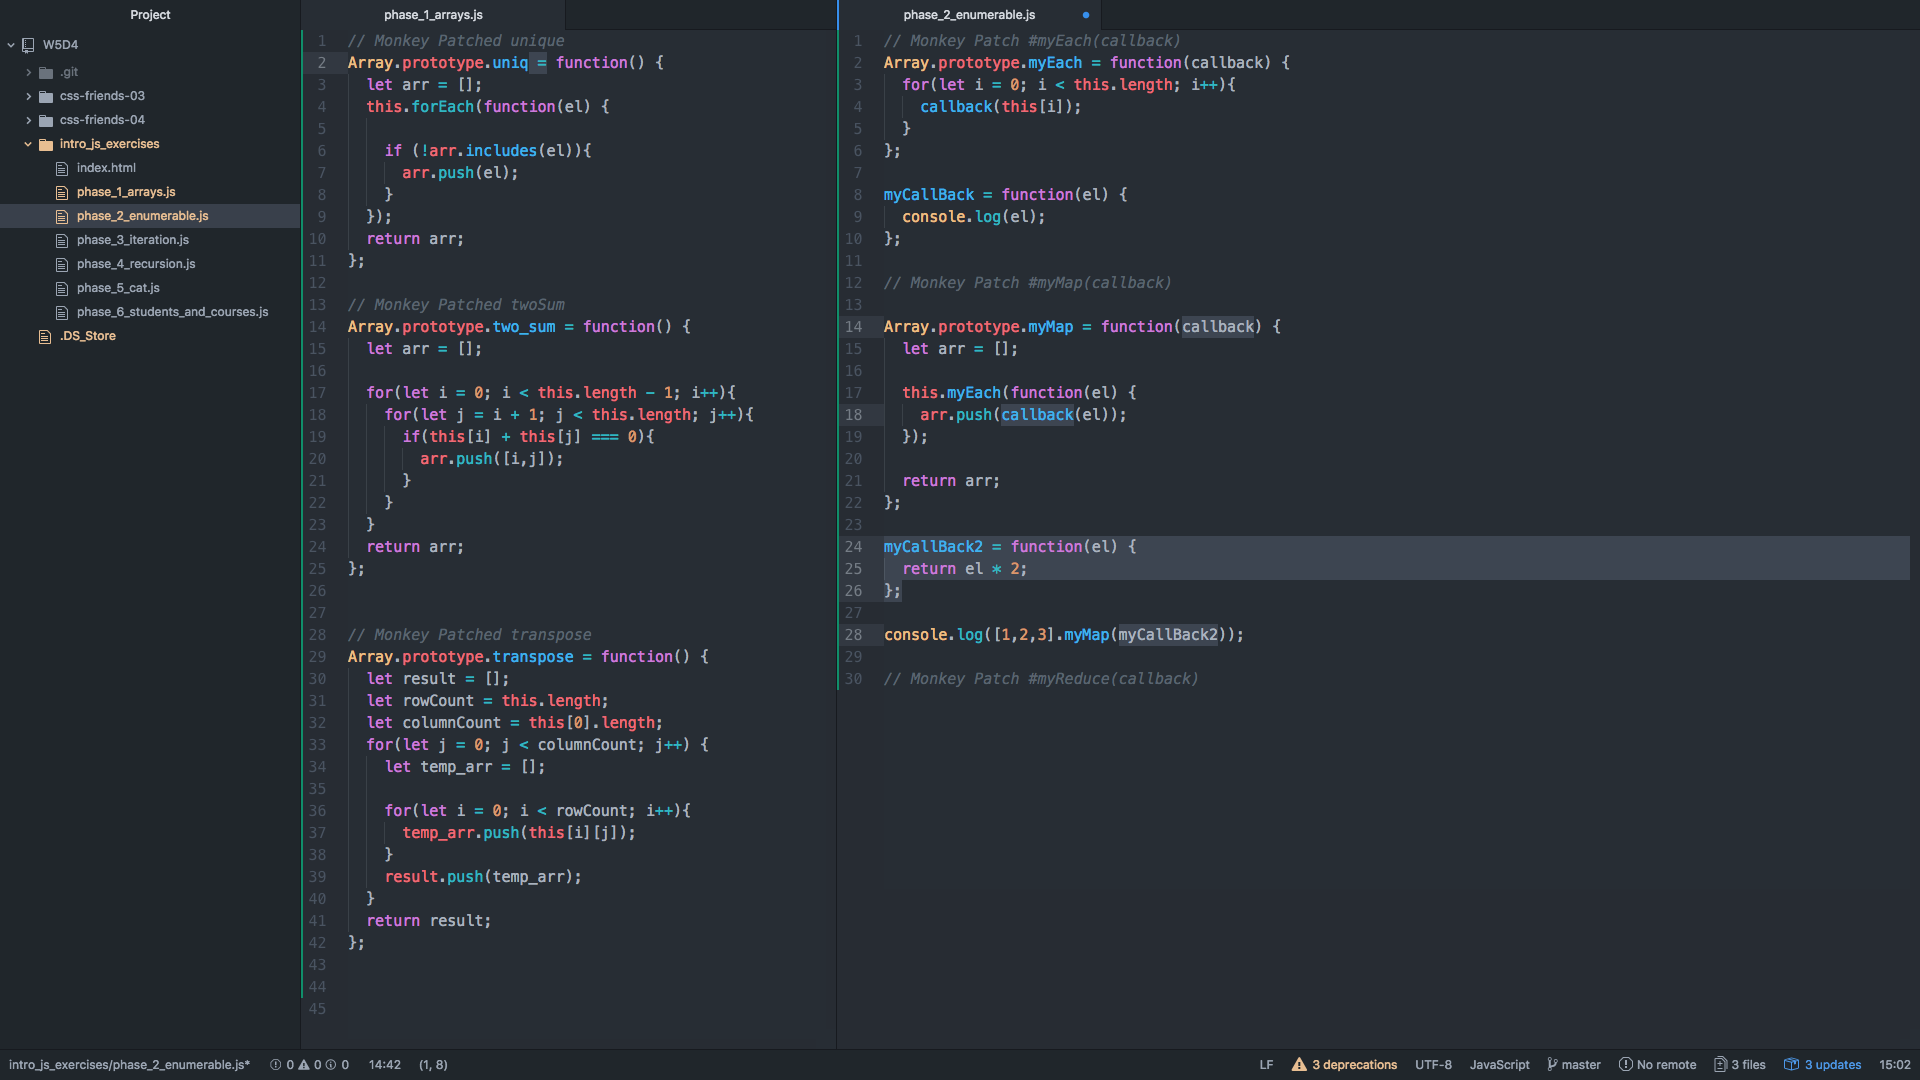 Project
W5D4
.git
css-friends-03
css-friends-04
intro_js_exercises
index.html
phase_1_arrays.js
phase_2_enumerable.js
phase_3_iteration.js
phase_4_recursion.js
phase_5_cat.js
phase_6_students_and_courses.js
.DS_Store
phase_1_arrays.js
1 // Monkey Patched unique
2 Array.prototype.uniq = function() {
3   let arr = [];
4   this.forEach(function(el) {
5
6     if (!arr.includes(el)){
7       arr.push(el);
8     }
9   });
10   return arr;
11 };
12
13 // Monkey Patched twoSum
14 Array.prototype.two_sum = function() {
15   let arr = [];
16
17   for(let i = 0; i < this.length - 1; i++){
18     for(let j = i + 1; j < this.length; j++){
19       if(this[i] + this[j] === 0){
20         arr.push([i,j]);
21       }
22     }
23   }
24   return arr;
25 };
26
27
28 // Monkey Patched transpose
29 Array.prototype.transpose = function() {
30   let result = [];
31   let rowCount = this.length;
32   let columnCount = this[0].length;
33   for(let j = 0; j < columnCount; j++) {
34     let temp_arr = [];
35
36     for(let i = 0; i < rowCount; i++){
37       temp_arr.push(this[i][j]);
38     }
39     result.push(temp_arr);
40   }
41   return result;
42 };
43
44
45
phase_2_enumerable.js
1 // Monkey Patch #myEach(callback)
2 Array.prototype.myEach = function(callback) {
3   for(let i = 0; i < this.length; i++){
4     callback(this[i]);
5   }
6 };
7
8 myCallBack = function(el) {
9   console.log(el);
10 };
11
12 // Monkey Patch #myMap(callback)
13
14 Array.prototype.myMap = function(callback) {
15   let arr = [];
16
17   this.myEach(function(el) {
18     arr.push(callback(el));
19   });
20
21   return arr;
22 };
23
24 myCallBack2 = function(el) {
25   return el * 2;
26 };
27
28 console.log([1,2,3].myMap(myCallBack2));
29
30 // Monkey Patch #myReduce(callback)
intro_js_exercises/phase_2_enumerable.js* 0 0 0 14:42 (1, 8) LF 3 deprecations UTF-8 JavaScript master No remote 3 files 3 updates 15:02